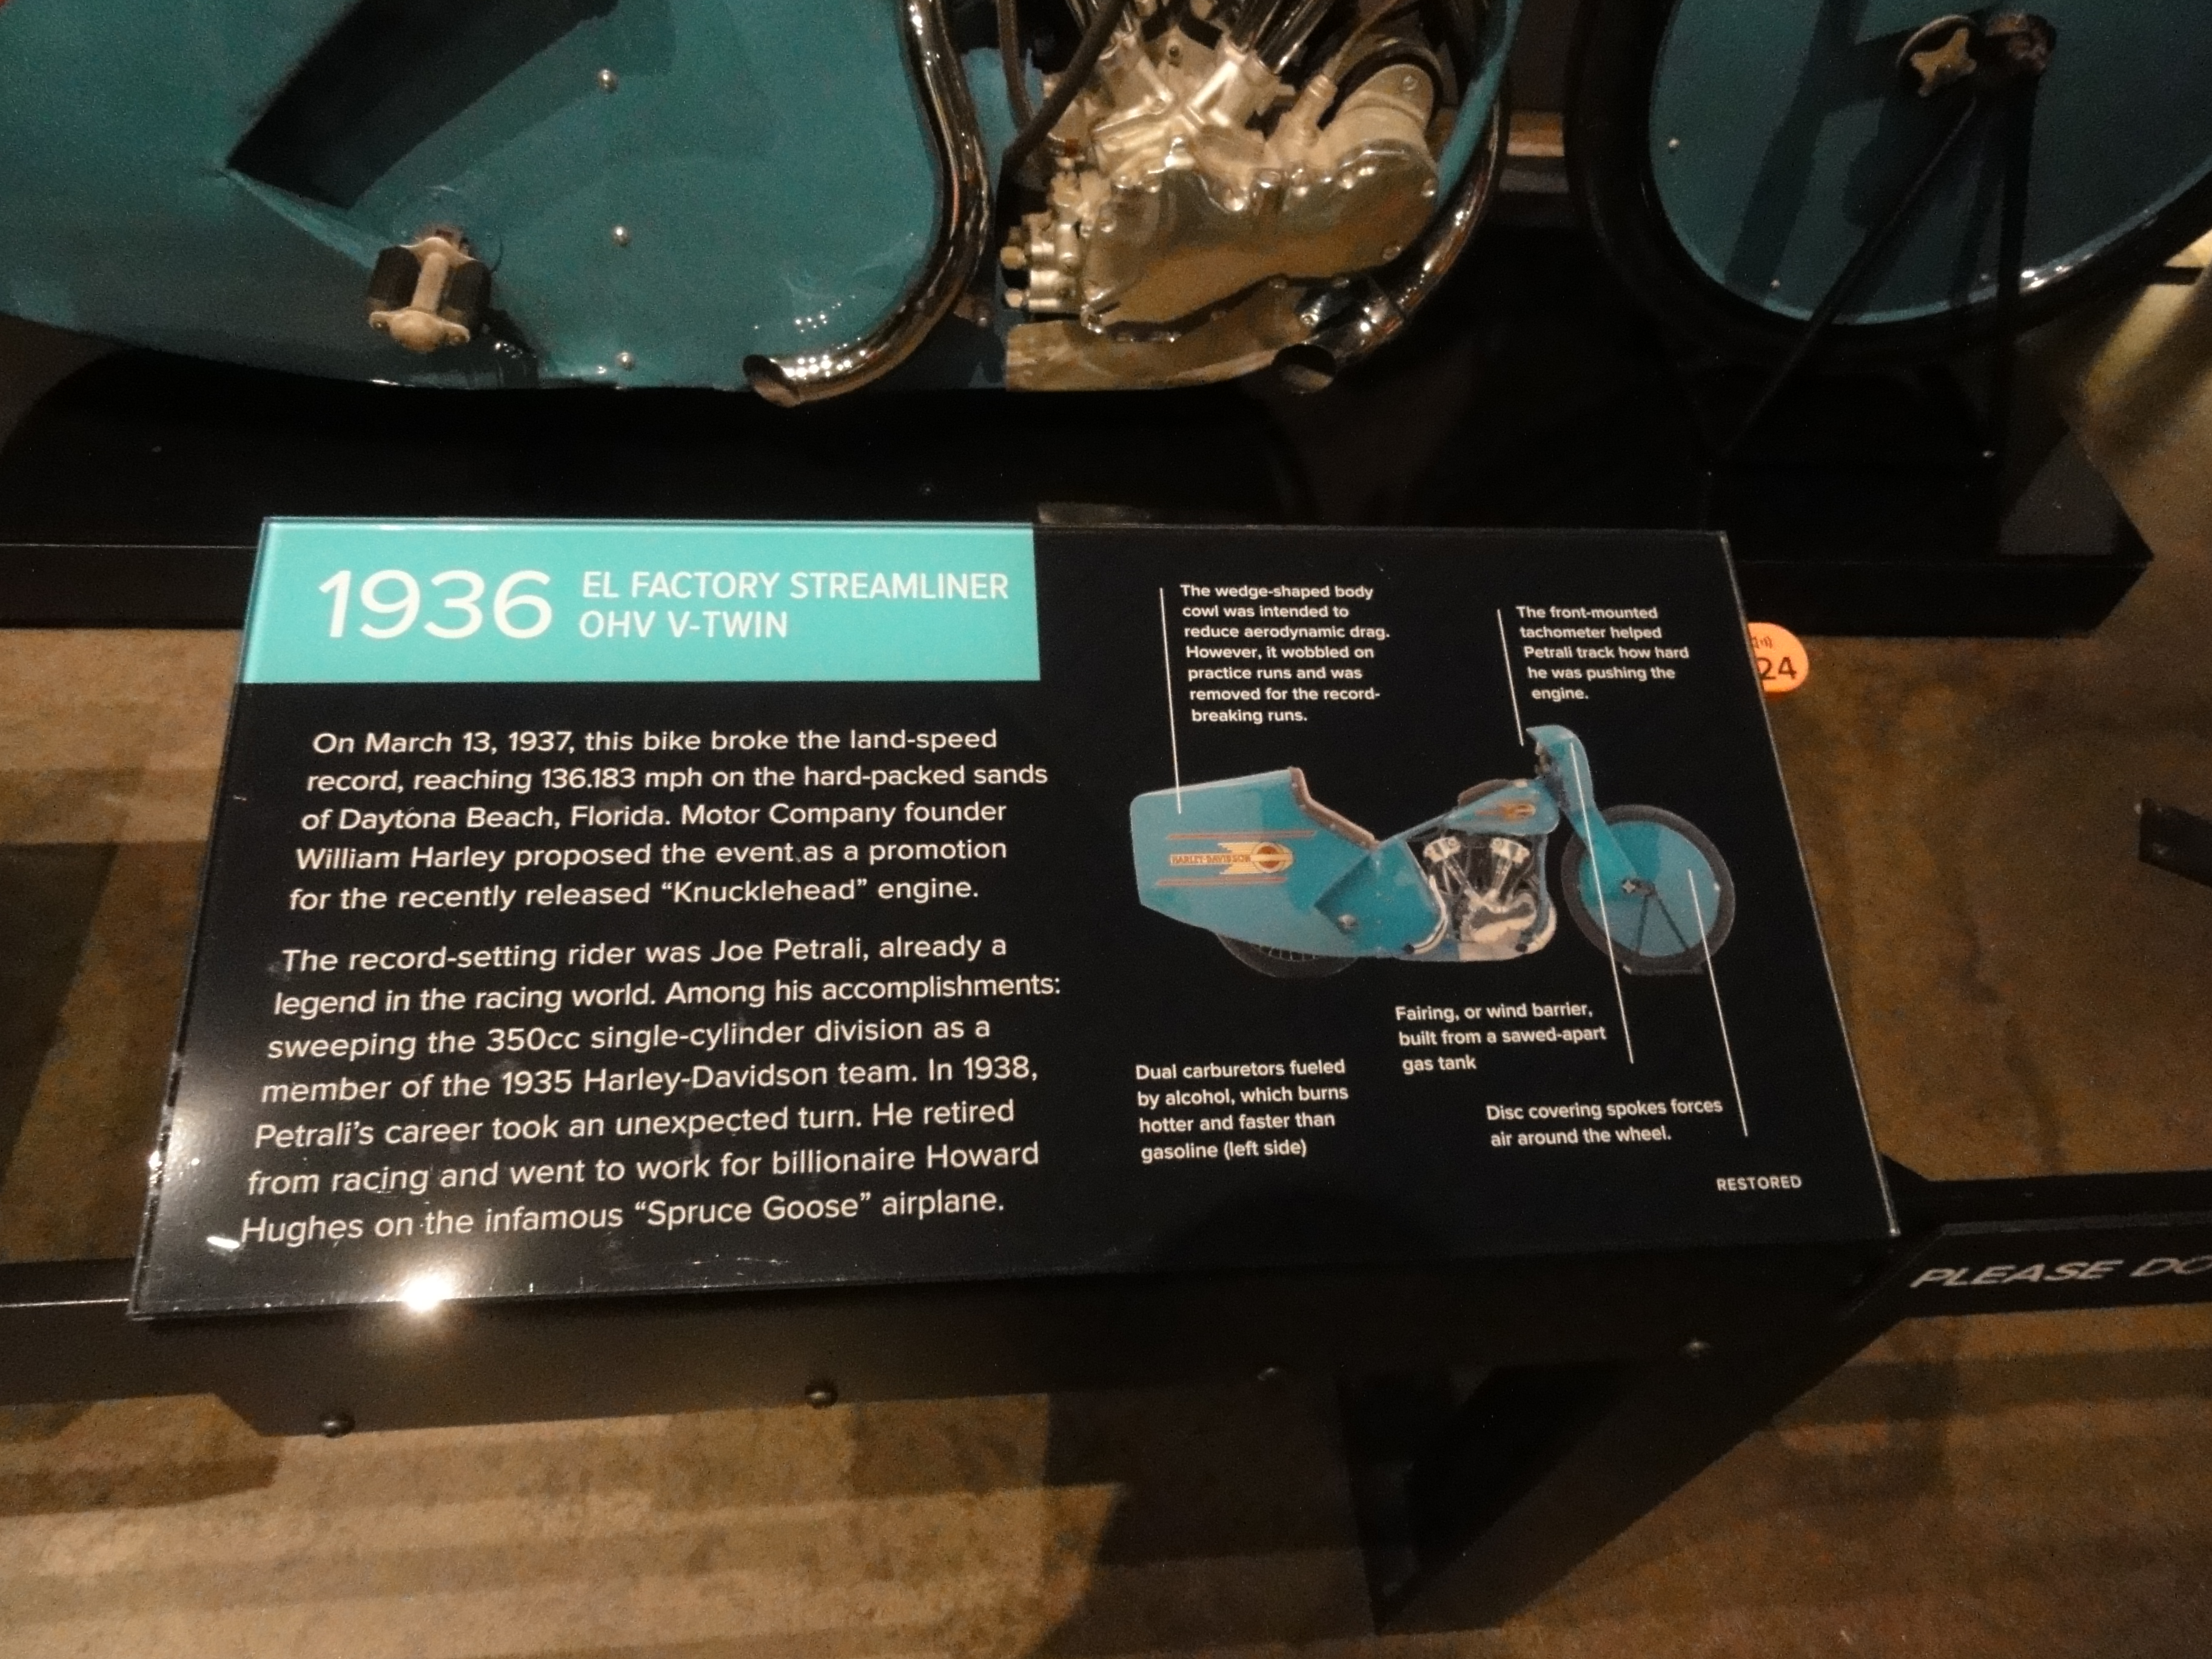 1936
EL FACTORY STREAMLINER
OHV V-TWIN
On March 13, 1937, this bike broke the land-speed
record, reaching 136.183 mph on the hard-packed sands
of Daytona Beach, Florida. Motor Company founder
William Harley proposed the event as a promotion
for the recently released “Knucklehead” engine.
The record-setting rider was Joe Petrali, already a
legend in the racing world. Among his accomplishments:
sweeping the 350cc single-cylinder division as a
member of the 1935 Harley-Davidson team. In 1938,
Petrali’s career took an unexpected turn. He retired
from racing and went to work for billionaire Howard
Hughes on the infamous “Spruce Goose” airplane.
The wedge-shaped body
cowl was intended to
reduce aerodynamic drag.
However, it wobbled on
practice runs and was
removed for the record-
breaking runs.
The front-mounted
tachometer helped
Petrali track how hard
he was pushing the
engine.
24
HARLEY-DAVIDSON
Fairing, or wind barrier,
built from a sawed-apart
gas tank
Dual carburetors fueled
by alcohol, which burns
hotter and faster than
gasoline (left side)
Disc covering spokes forces
air around the wheel.
RESTORED
PLEASE DO